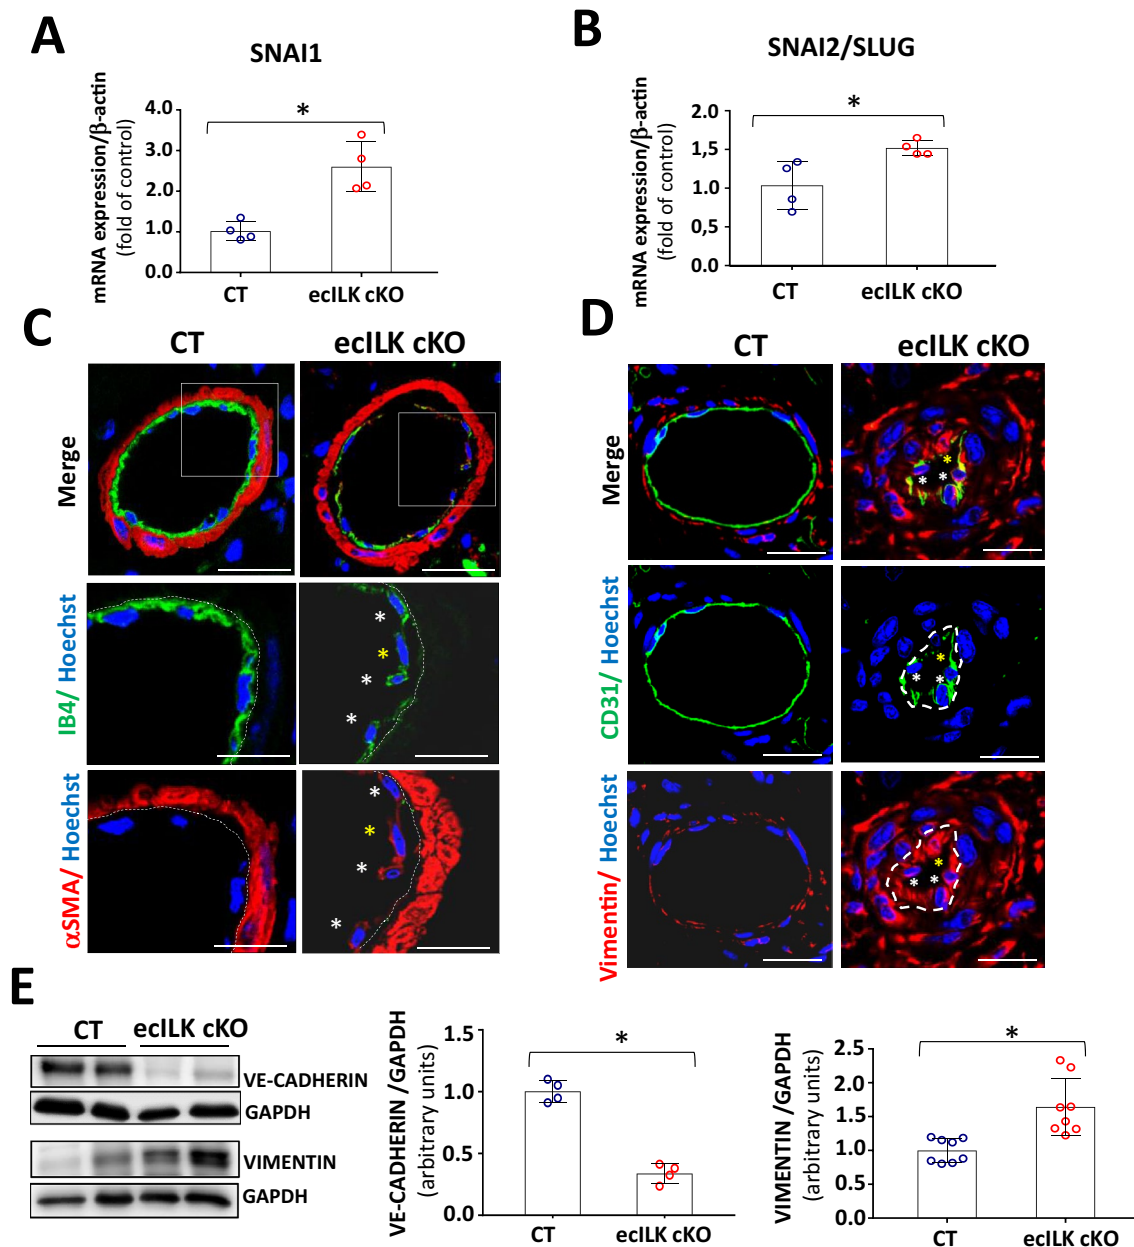 A
SNAI1
mRNA expression/β-actin
(fold of control)
4.0
3.0
2.0
1.0
0.0
*
CT
ecILK cKO
B
SNAI2/SLUG
mRNA expression/β-actin
(fold of control)
2.0
1.5
1.0
0,5
0.0
*
CT
ecILK cKO
C
CT
ecILK cKO
Merge
IB4/ Hoechst
*
*
*
*
αSMA/ Hoechst
*
*
*
*
D
CT
ecILK cKO
Merge
*
* *
CD31/ Hoechst
*
* *
Vimentin/ Hoechst
*
* *
E
CT
ecILK cKO
VE-CADHERIN
GAPDH
VIMENTIN
GAPDH
VE-CADHERIN /GAPDH
(arbitrary units)
1.5
1.0
0.5
0.0
*
CT
ecILK cKO
VIMENTIN /GAPDH
(arbitrary units)
2.5
2.0
1.5
1.0
0.5
0.0
*
CT
ecILK cKO